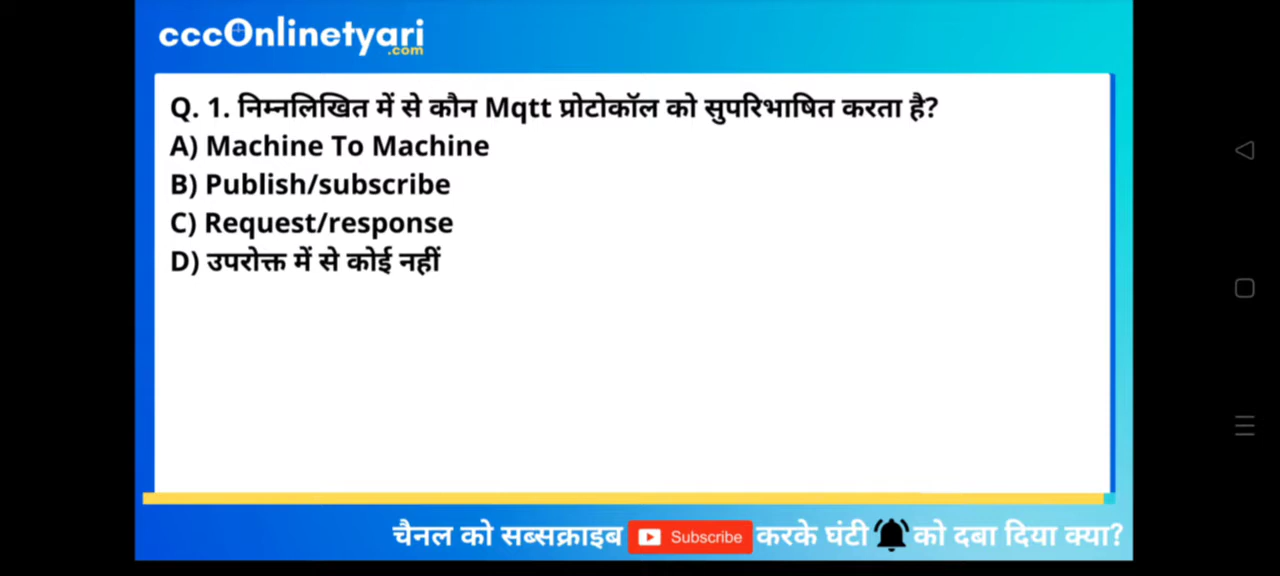 cccOnlinetyari
.com
Q. 1. निम्नलिखित में से कौन Mqtt प्रोटोकॉल को सुपरिभाषित करता है?
A) Machine To Machine
B) Publish/subscribe
C) Request/response
D) उपरोक्त में से कोई नहीं
चैनल को सब्सक्राइब Subscribe करके घंटी को दबा दिया क्या?